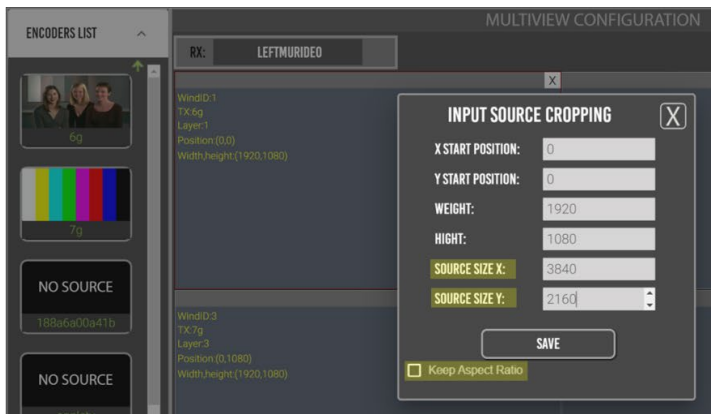 MULTIVIEW CONFIGURATION
ENCODERS LIST
RX: LEFTMURIDEO
6g
7g
NO SOURCE
188a6a00a41b
NO SOURCE
X
WindID:1
TX:6g
Layer:1
Position:(0,0)
Width,height:(1920,1080)
WindID:3
TX:7g
Layer:3
Position:(0,1080)
Width,height:(1920,1080)
INPUT SOURCE CROPPING X
X START POSITION: 0
Y START POSITION: 0
WEIGHT: 1920
HIGHT: 1080
SOURCE SIZE X: 3840
SOURCE SIZE Y: 2160
SAVE
Keep Aspect Ratio